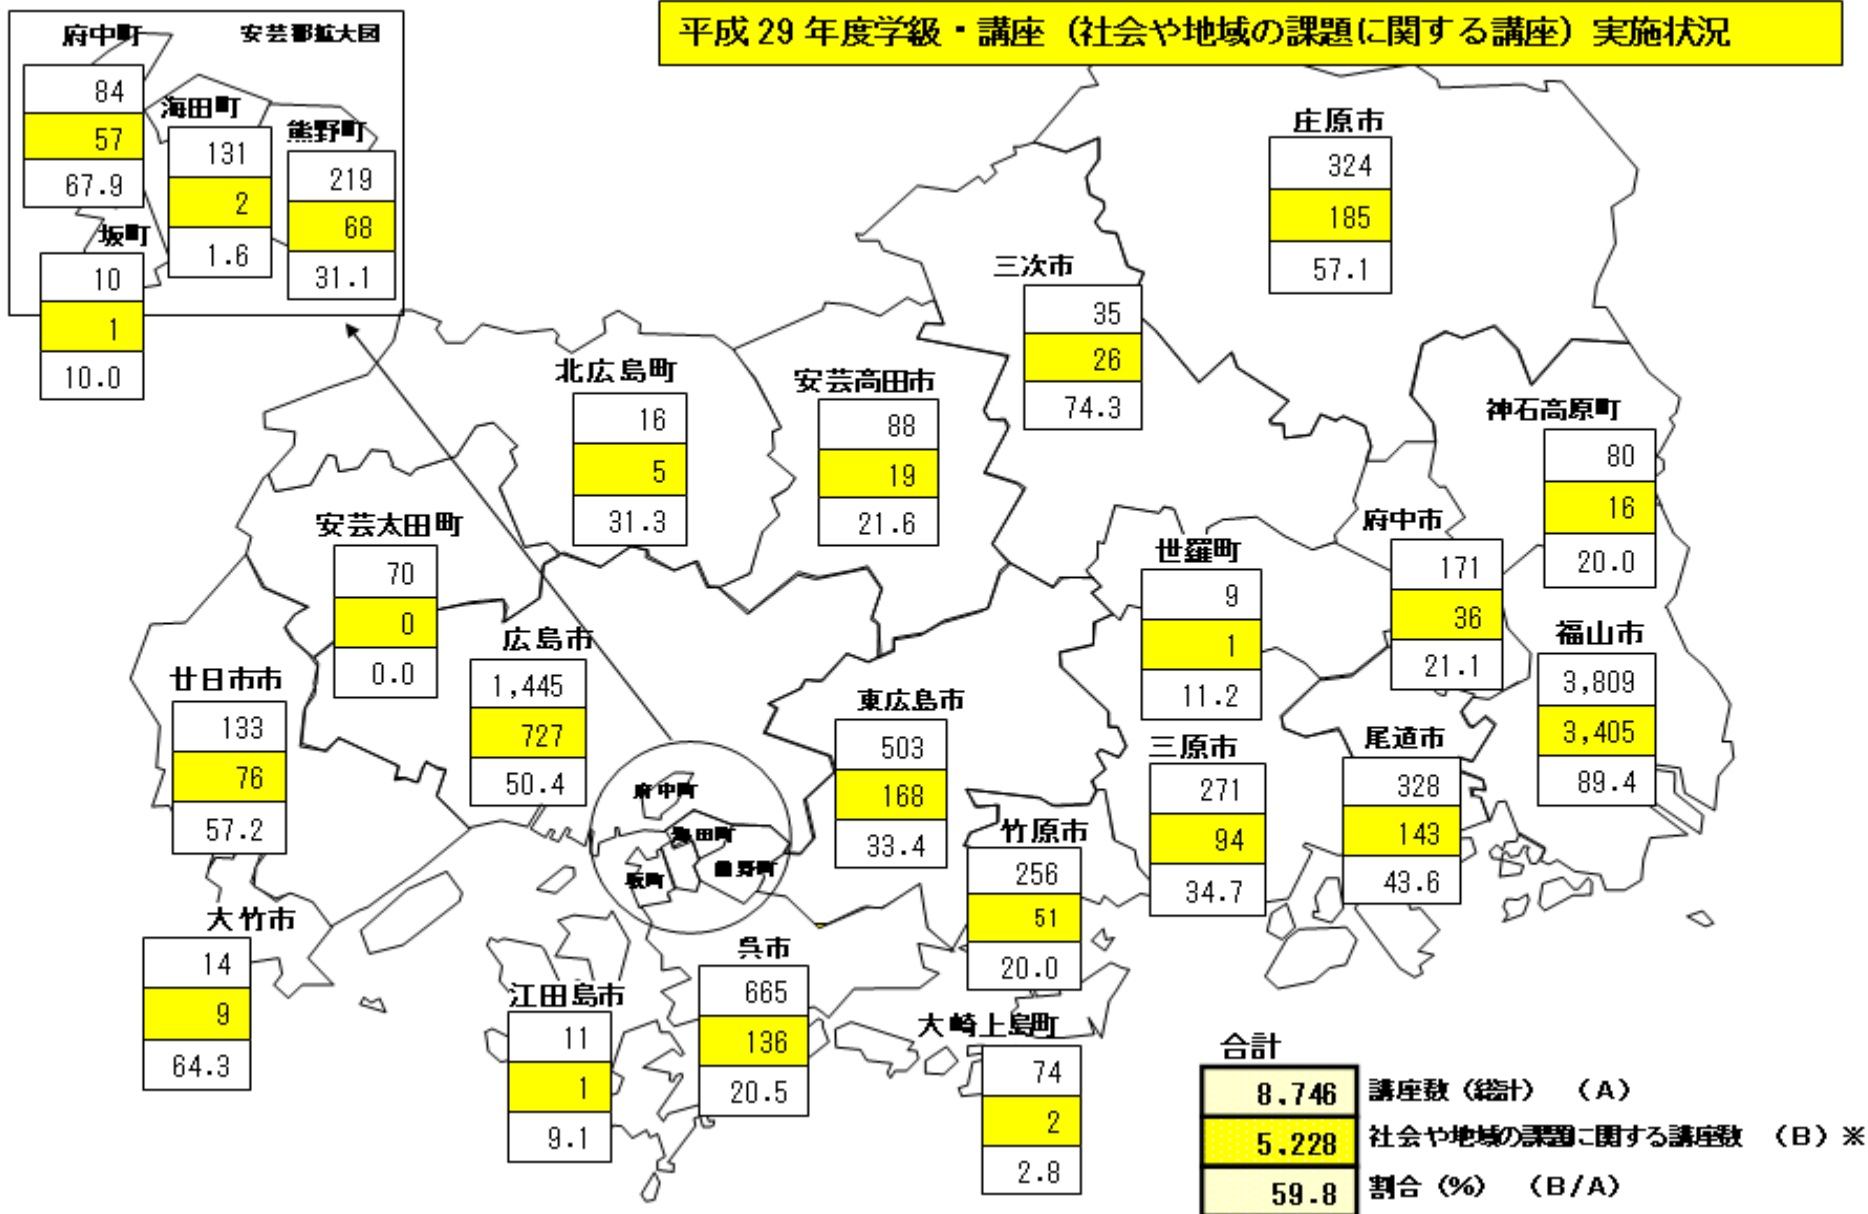 平成29年度学級・講座（社会や地域の課題に関する講座）実施状況
安芸郡拡大図
府中町
84
57
67.9
海田町
131
2
1.6
熊野町
219
68
31.1
坂町
10
1
10.0
庄原市
324
185
57.1
三次市
35
26
74.3
北広島町
16
5
31.3
安芸高田市
88
19
21.6
神石高原町
80
16
20.0
安芸太田町
70
0
0.0
府中市
171
36
21.1
世羅町
9
1
11.2
福山市
3,809
3,405
89.4
広島市
1,445
727
50.4
廿日市市
133
76
57.2
東広島市
503
168
33.4
三原市
271
94
34.7
尾道市
328
143
43.6
府中町
海田町
坂町
熊野町
竹原市
256
51
20.0
大竹市
14
9
64.3
呉市
665
136
20.5
江田島市
11
1
9.1
大崎上島町
74
2
2.8
合計
8.746 講座数（総計） （A）
5.228 社会や地域の課題に関する講座数 （B）※
59.8 割合（%） （B/A）